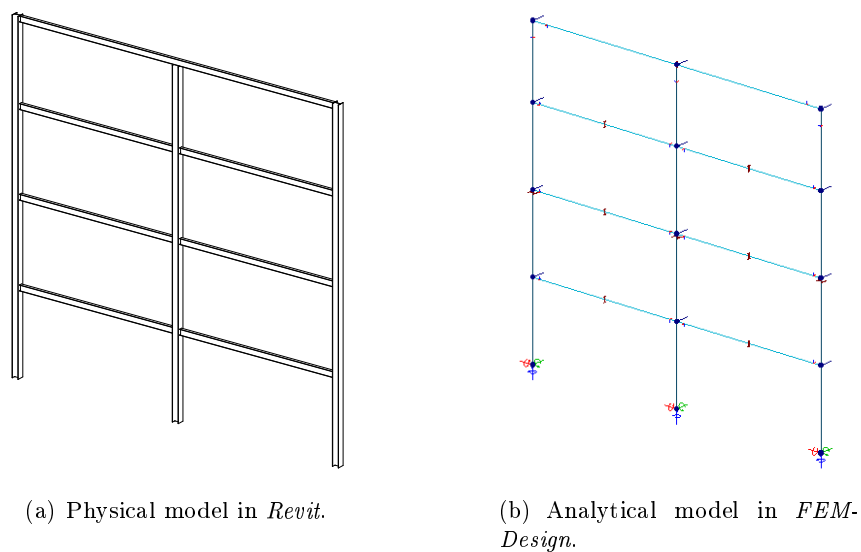 (a) Physical model in Revit.
(b) Analytical model in FEM-
Design.